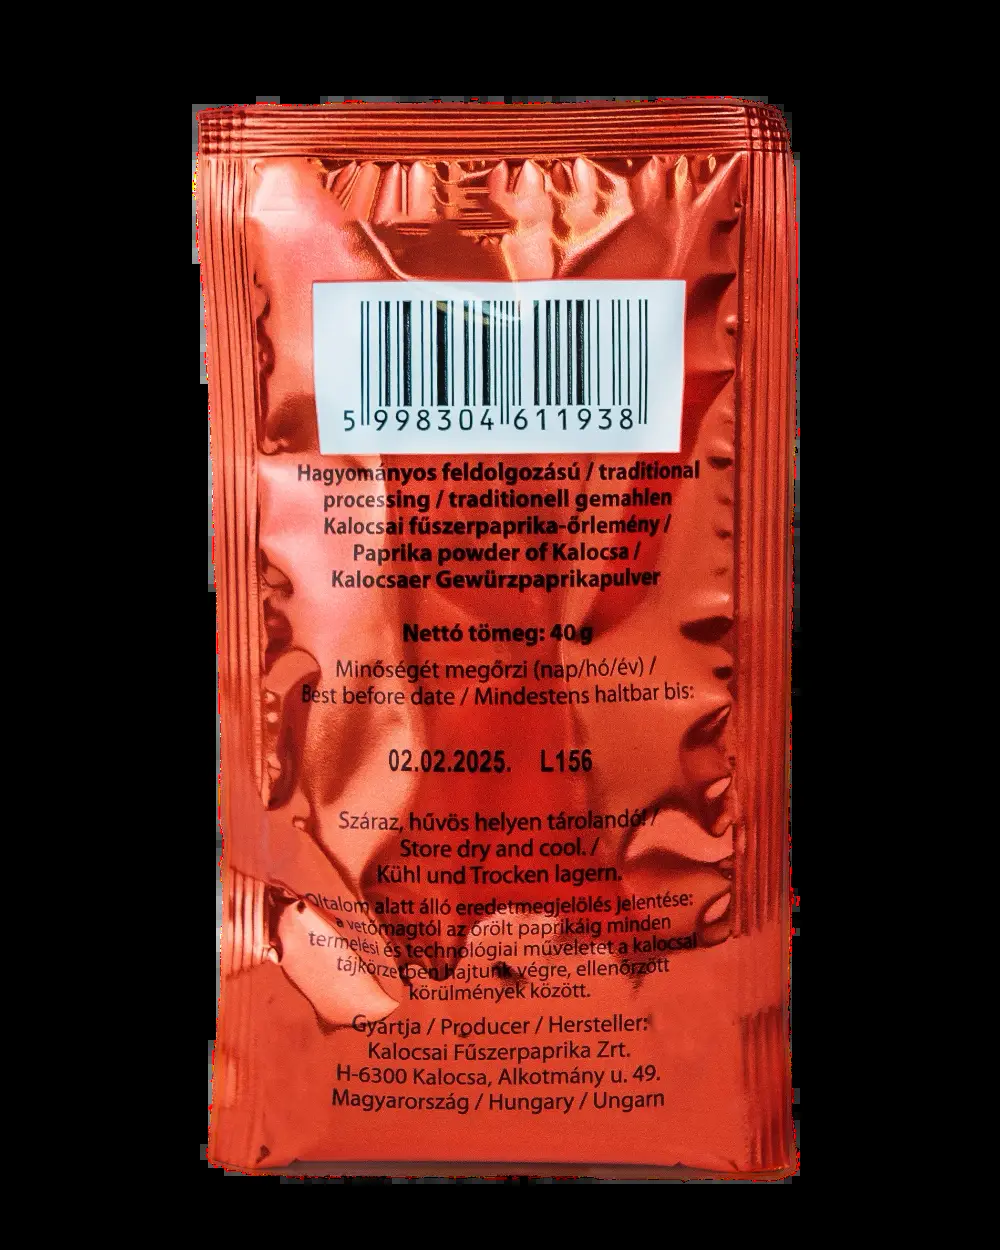 5 998304 611938
Hagyományos feldolgozású / traditional
processing / traditionell gemahlen
Kalocsai fűszerpaprika-őrlemény /
Paprika powder of Kalocsa /
Kalocsaer Gewürzpaprikapulver
Nettó tömeg: 40 g
Minőségét megőrzi (nap/hó/év) /
Best before date / Mindestens haltbar bis:
02.02.2025. L156
Száraz, hűvös helyen tárolandó! /
Store dry and cool. /
Kühl und Trocken lagern.
Oltalom alatt álló eredetmegjelölés jelentése:
a vetőmagtól az őrölt paprikáig minden
termelési és technológiai műveletet a kalocsai
tájkörzetben hajtunk végre, ellenőrzött
körülmények között.
Gyártja / Producer / Hersteller:
Kalocsai Fűszerpaprika Zrt.
H-6300 Kalocsa, Alkotmány u. 49.
Magyarország / Hungary / Ungarn